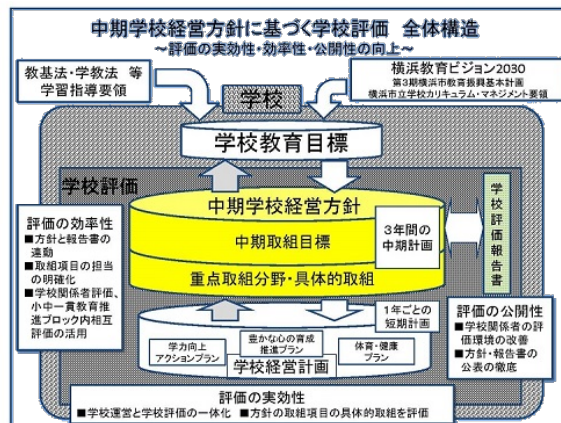 中期学校経営方針に基づく学校評価 全体構造
~評価の実効性・効率性・公開性の向上~
教基法・学教法 等
学習指導要領
横浜教育ビジョン2030
第3期横浜市教育振興基本計画
横浜市立学校カリキュラム・マネジメント要領
学校
学校教育目標
学校評価
中期学校経営方針
中期取組目標
重点取組分野・具体的取組
3年間の
中期計画
学校評価報告書
評価の効率性
■方針と報告書の
連動
■取組項目の担当
の明確化
■学校関係者評価、
小中一貫教育推
進ブロック内相互
評価の活用
1年ごとの
短期計画
学力向上
アクションプラン
豊かな心の育成
推進プラン
体育・健康
プラン
学校経営計画
評価の公開性
■学校関係者の評
価環境の改善
■方針・報告書の
公表の徹底
評価の実効性
■学校運営と学校評価の一体化 ■方針の取組項目の具体的取組を評価